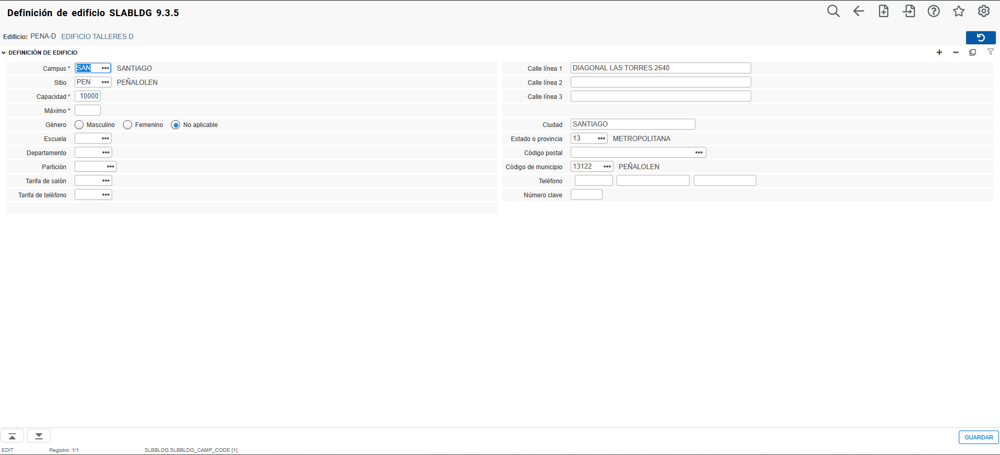 Definición de edificio SLABLDG 9.3.5
Edificio: PENA-D EDIFICIO TALLERES D
DEFINICIÓN DE EDIFICIO
Campus * SAN ••• SANTIAGO
Sitio PEN ••• PEÑALOLEN
Capacidad * 10000
Máximo *
Género Masculino Femenino No aplicable
Escuela •••
Departamento •••
Partición •••
Tarifa de salón •••
Tarifa de teléfono •••
Calle línea 1 DIAGONAL LAS TORRES 2640
Calle línea 2
Calle línea 3
Ciudad SANTIAGO
Estado o provincia 13 ••• METROPOLITANA
Código postal •••
Código de municipio 13122 ••• PEÑALOLEN
Teléfono
Número clave
GUARDAR
EDIT Registro: 1/1 SLBBLDG.SLBBLDG_CAMP_CODE [1]